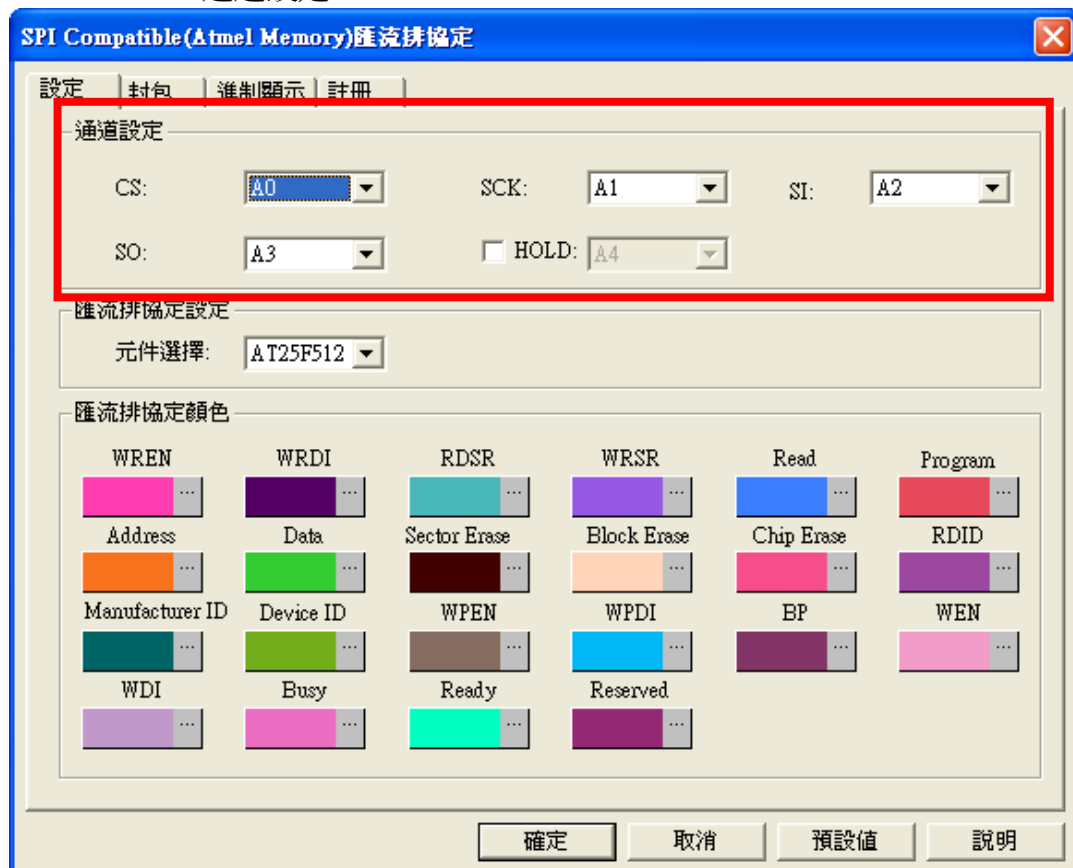 SPI Compatible(Atmel Memory)匯流排協定
設定 封包 進制顯示 註冊
通道設定
CS: A0 SCK: A1 SI: A2
SO: A3 HOLD: A4
匯流排協定設定
元件選擇: AT25F512
匯流排協定顏色
WREN WRDI RDSR WRSR Read Program
... ... ... ... ... ...
Address Data Sector Erase Block Erase Chip Erase RDID
... ... ... ... ... ...
Manufacturer ID Device ID WPEN WPDI BP WEN
... ... ... ... ... ...
WDI Busy Ready Reserved
... ... ... ...
確定 取消 預設值 說明